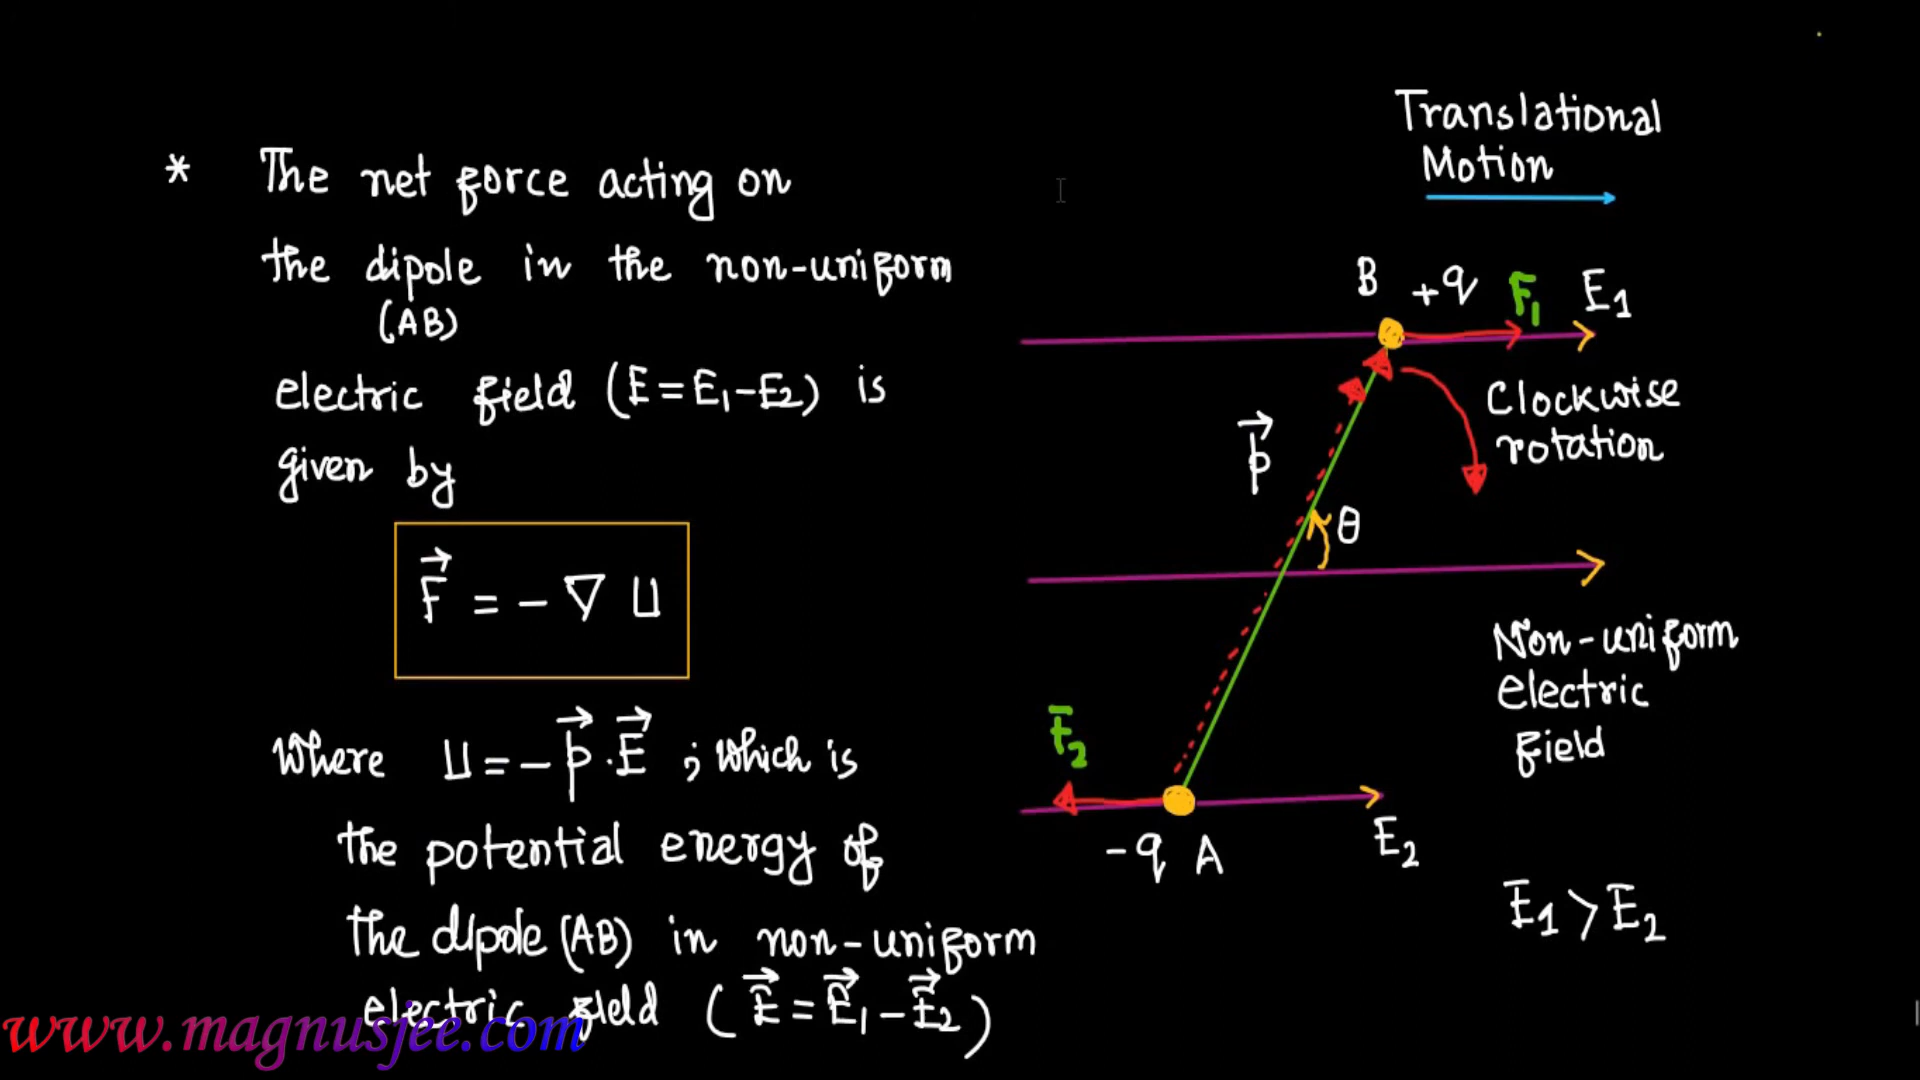 * The net force acting on
the dipole in the non-uniform
(AB)
electric field (E = E₁-E₂) is
given by
F⃗ = - ∇ U
Where U = - p⃗ . E⃗ ; which is
the potential energy of
the dipole (AB) in non-uniform
electric field ( E⃗ = E⃗₁ - E⃗₂ )
www.magnusjee.com
Translational
Motion
B +q F₁ E₁
Clockwise
rotation
p⃗
θ
Non-uniform
electric
field
F₂
-q A E₂
E₁ > E₂